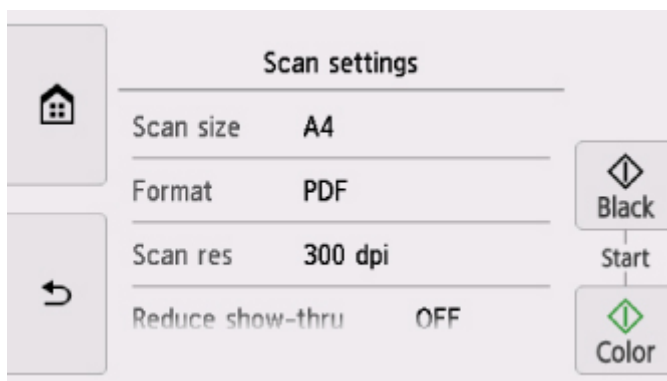 Scan settings
Scan size A4
Format PDF
Scan res 300 dpi
Reduce show-thru OFF
Black
Start
Color